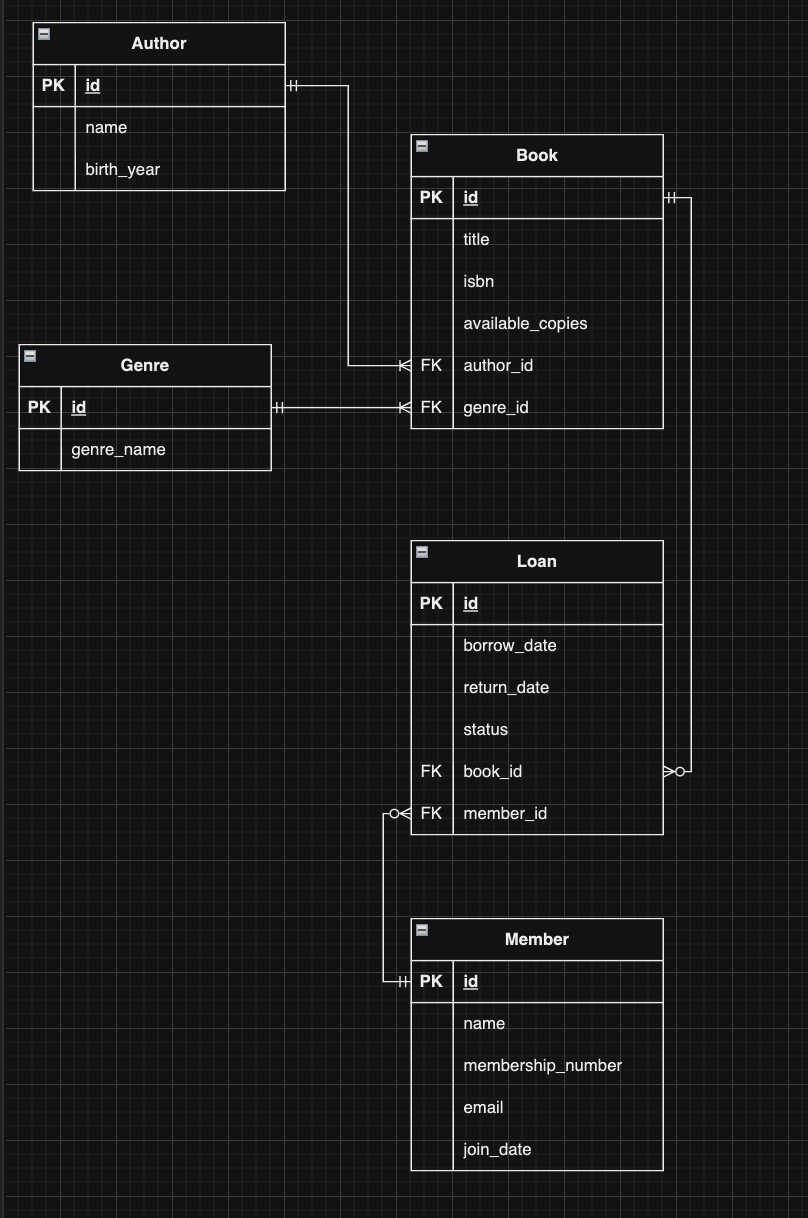 Author
PK id
name
birth_year
Book
PK id
title
isbn
available_copies
FK author_id
FK genre_id
Genre
PK id
genre_name
Loan
PK id
borrow_date
return_date
status
FK book_id
FK member_id
Member
PK id
name
membership_number
email
join_date